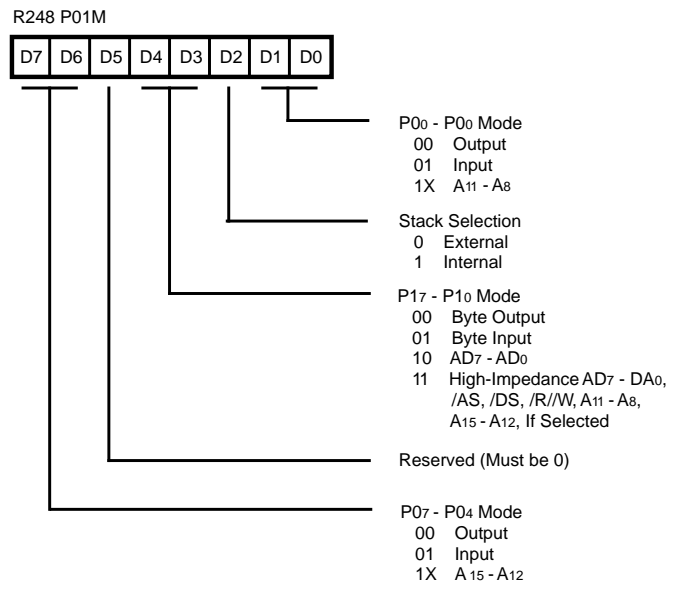 R248 P01M
D7 D6 D5 D4 D3 D2 D1 D0
P00 - P00 Mode
00 Output
01 Input
1X A11 - A8
Stack Selection
0 External
1 Internal
P17 - P10 Mode
00 Byte Output
01 Byte Input
10 AD7 - AD0
11 High-Impedance AD7 - DA0,
/AS, /DS, /R//W, A11 - A8,
A15 - A12, If Selected
Reserved (Must be 0)
P07 - P04 Mode
00 Output
01 Input
1X A15 - A12